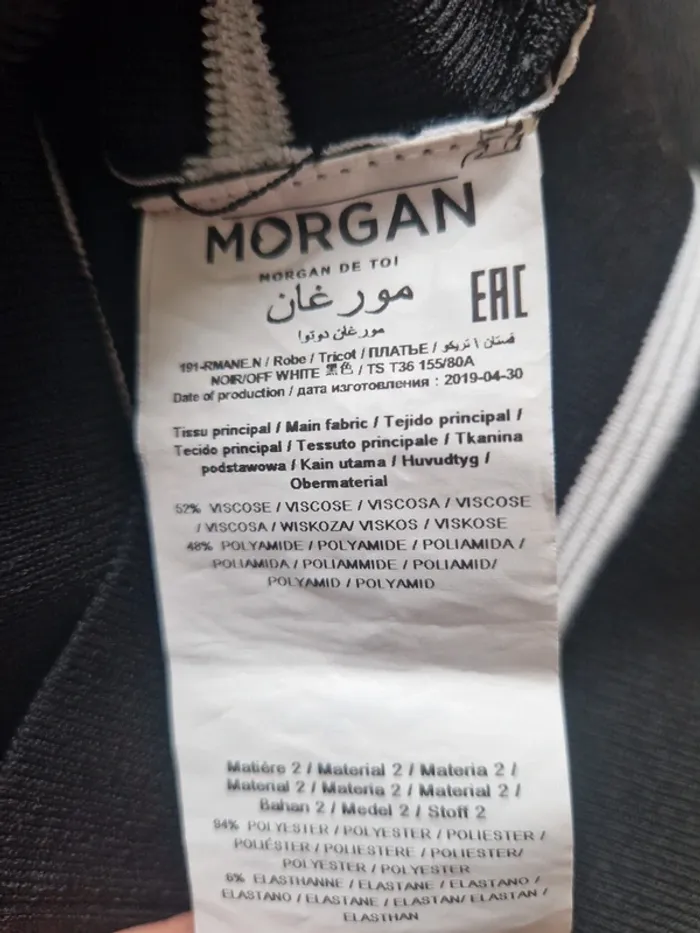 MORGAN
MORGAN DE TOI
مورغان
EAC
مورغان دوتوا
191-RMANE.N / Robe / Tricot / ПЛАТЬЕ / فستان \ تريكو
NOIR/OFF WHITE 黑色 / TS T36 155/80A
Date of production / дата изготовления : 2019-04-30
Tissu principal / Main fabric / Tejido principal /
Tecido principal / Tessuto principale / Tkanina
podstawowa / Kain utama / Huvudtyg /
Obermaterial
52% VISCOSE / VISCOSE / VISCOSA / VISCOSE
/ VISCOSA / WISKOZA/ VISKOS / VISKOSE
48% POLYAMIDE / POLYAMIDE / POLIAMIDA /
POLIAMIDA / POLIAMMIDE / POLIAMID/
POLYAMID / POLYAMID
Matière 2 / Material 2 / Materia 2 /
Material 2 / Materia 2 / Material 2 /
Bahan 2 / Medel 2 / Stoff 2
94% POLYESTER / POLYESTER / POLIESTER /
POLIÉSTER / POLIESTERE / POLIESTER/
POLYESTER / POLYESTER
6% ELASTHANNE / ELASTANE / ELASTANO /
ELASTANO / ELASTANE / ELASTAN/ ELASTAN /
ELASTHAN